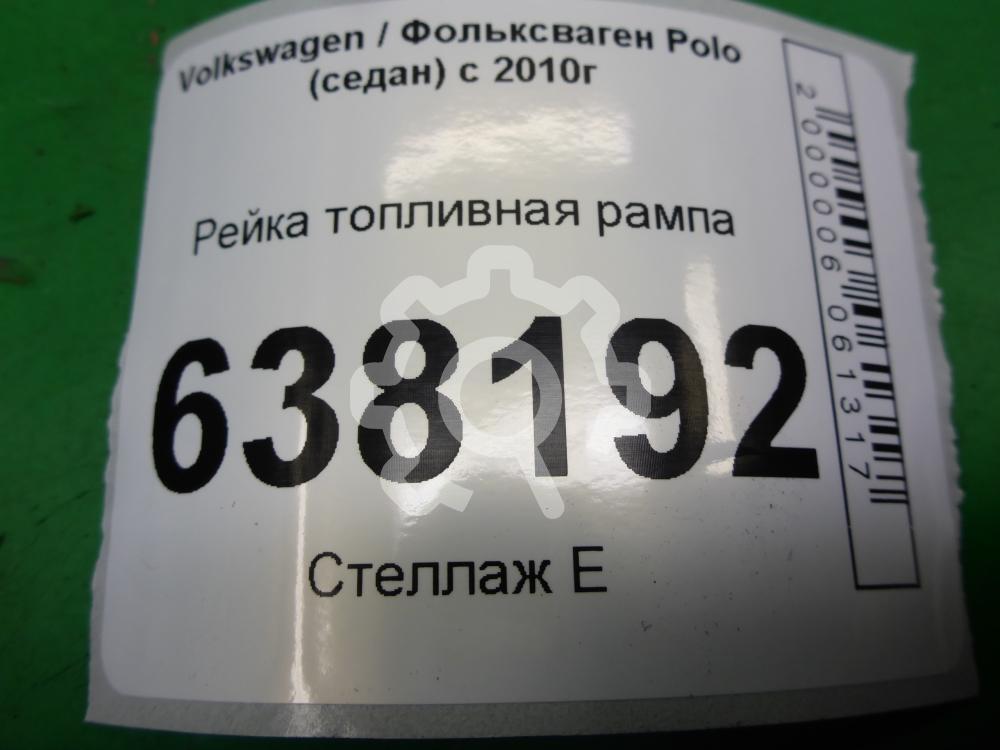 Volkswagen / Фольксваген Polo
(седан) с 2010г
Рейка топливная рампа
638192
Стеллаж Е
2000006061317